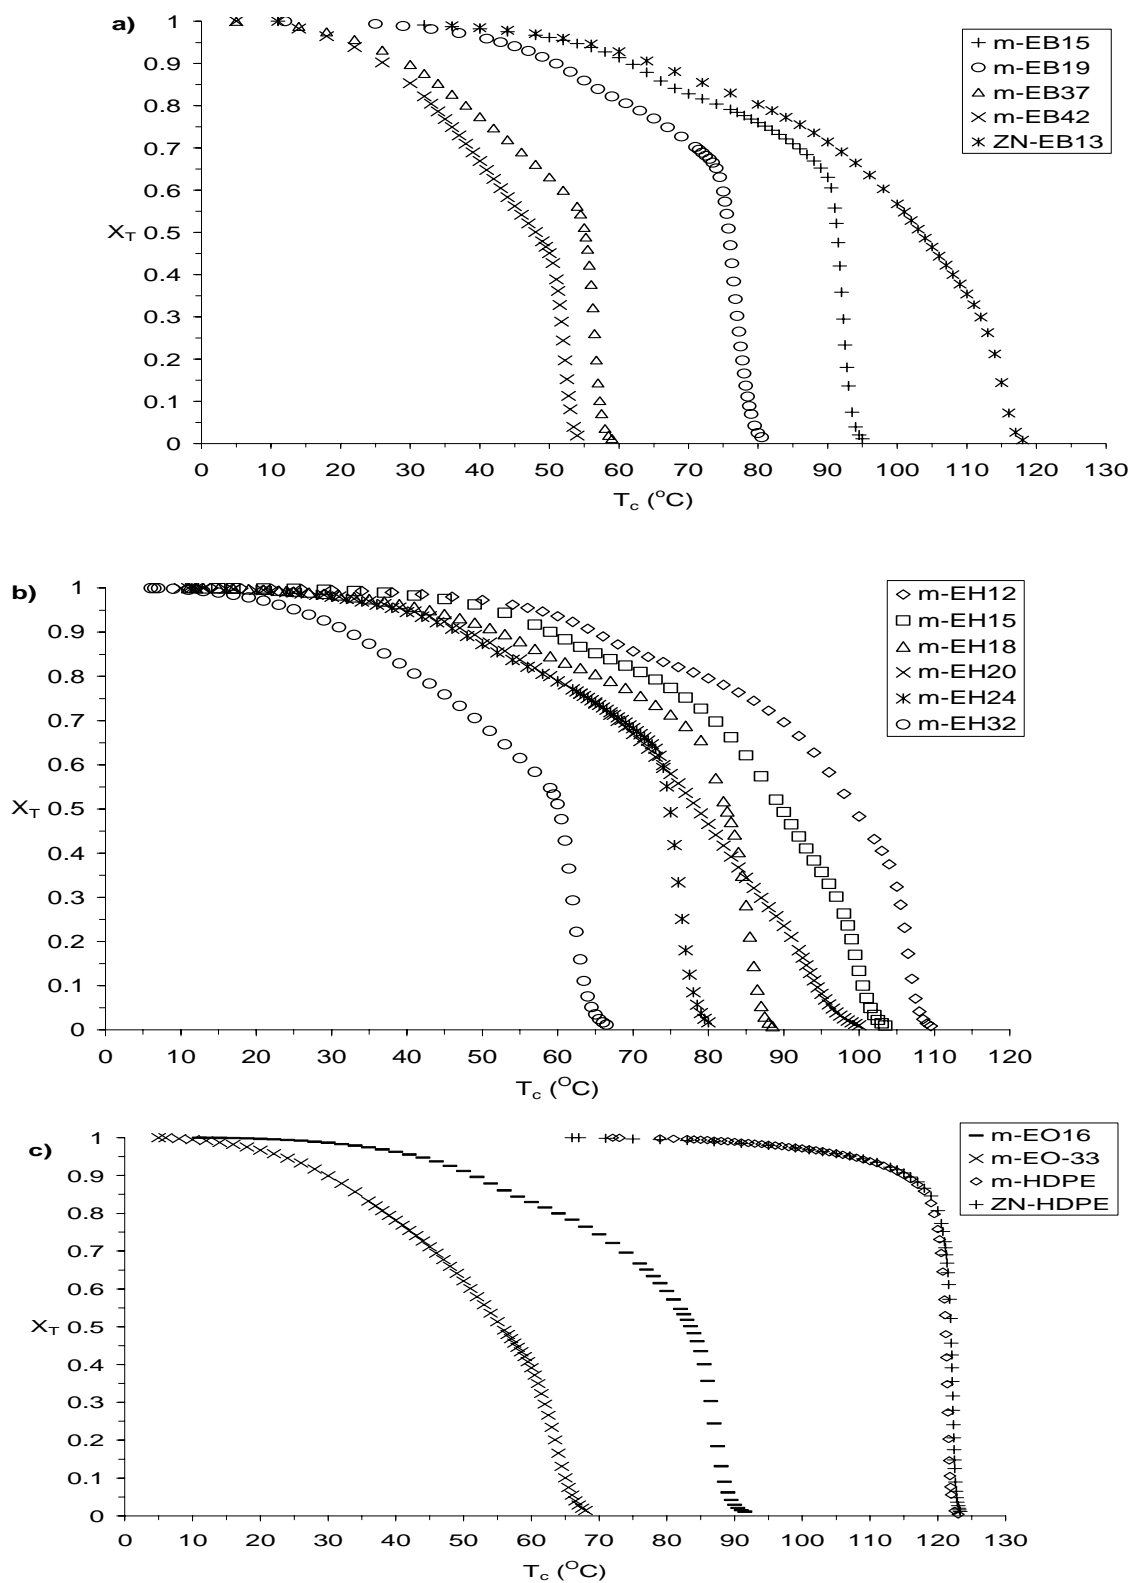 a)
1
0.9
0.8
0.7
0.6
X_T 0.5
0.4
0.3
0.2
0.1
0
0 10 20 30 40 50 60 70 80 90 100 110 120 130
T_c (°C)
m-EB15
m-EB19
m-EB37
m-EB42
ZN-EB13
b)
1
0.9
0.8
0.7
0.6
X_T 0.5
0.4
0.3
0.2
0.1
0
0 10 20 30 40 50 60 70 80 90 100 110 120
T_c (°C)
m-EH12
m-EH15
m-EH18
m-EH20
m-EH24
m-EH32
c)
1
0.9
0.8
0.7
0.6
X_T 0.5
0.4
0.3
0.2
0.1
0
0 10 20 30 40 50 60 70 80 90 100 110 120 130
T_c (°C)
m-EO16
m-EO-33
m-HDPE
ZN-HDPE